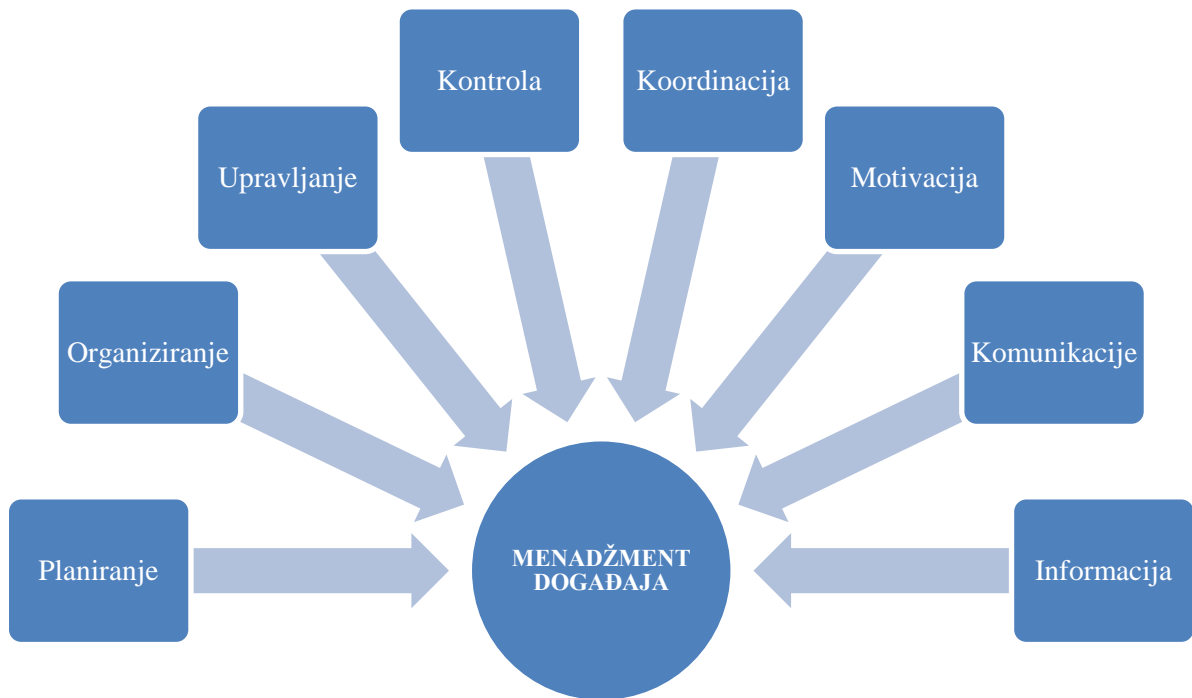 Kontrola
Koordinacija
Upravljanje
Motivacija
Organiziranje
Komunikacije
Planiranje
MENADŽMENT
DOGAĐAJA
Informacija